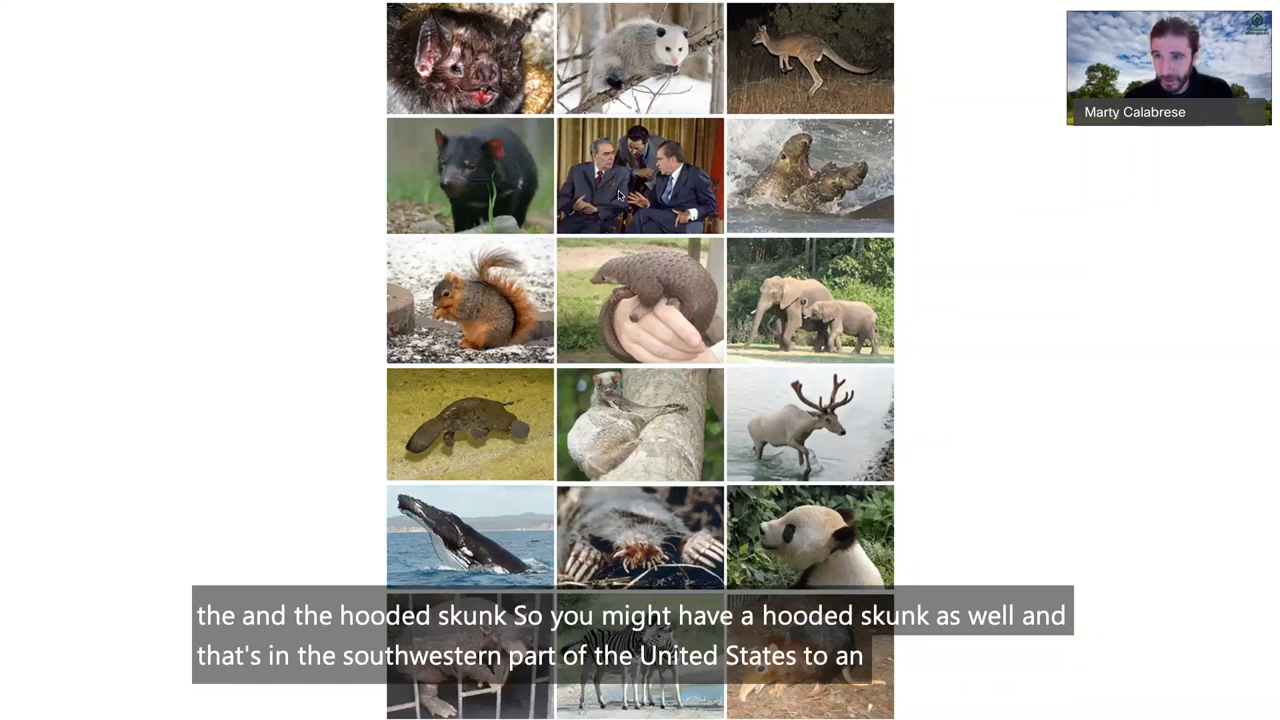 Marty Calabrese
the and the hooded skunk So you might have a hooded skunk as well and
that's in the southwestern part of the United States to an